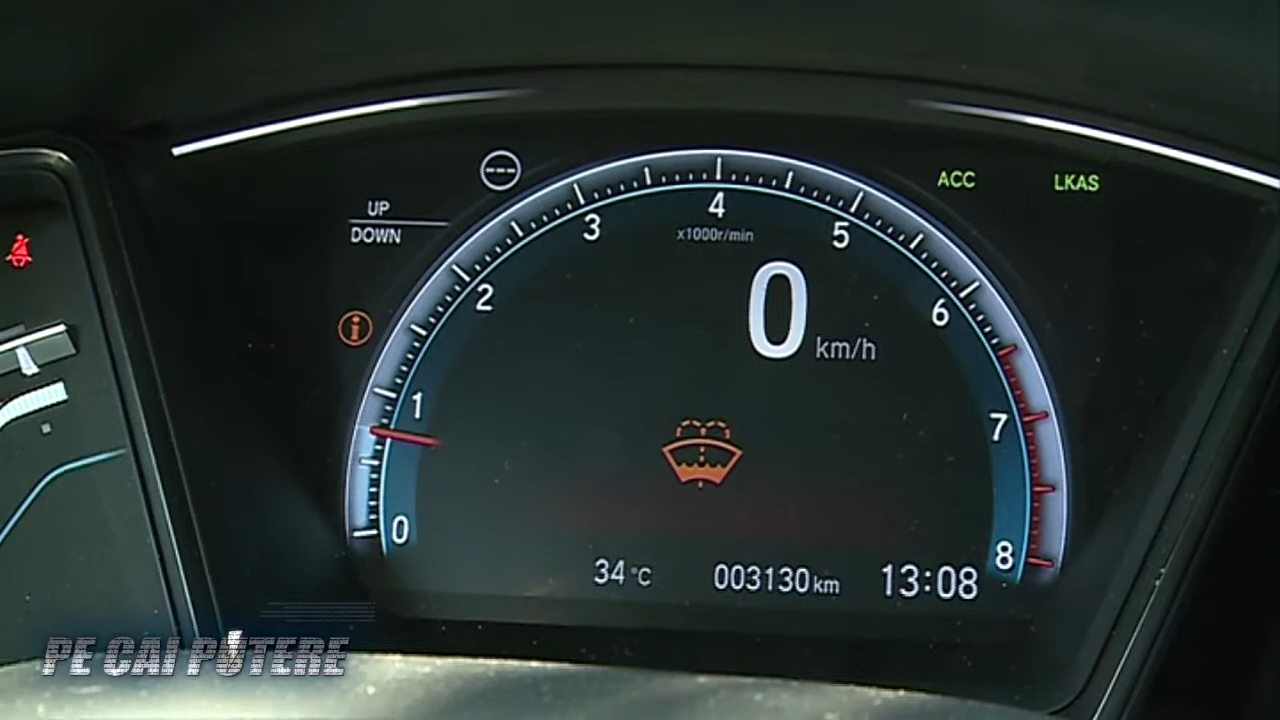 UP
DOWN
ACC
LKAS
0
1
2
3
4
5
6
7
8
x1000r/min
0 km/h
34 °C
003130 km
13:08
PE CAI PUTERE